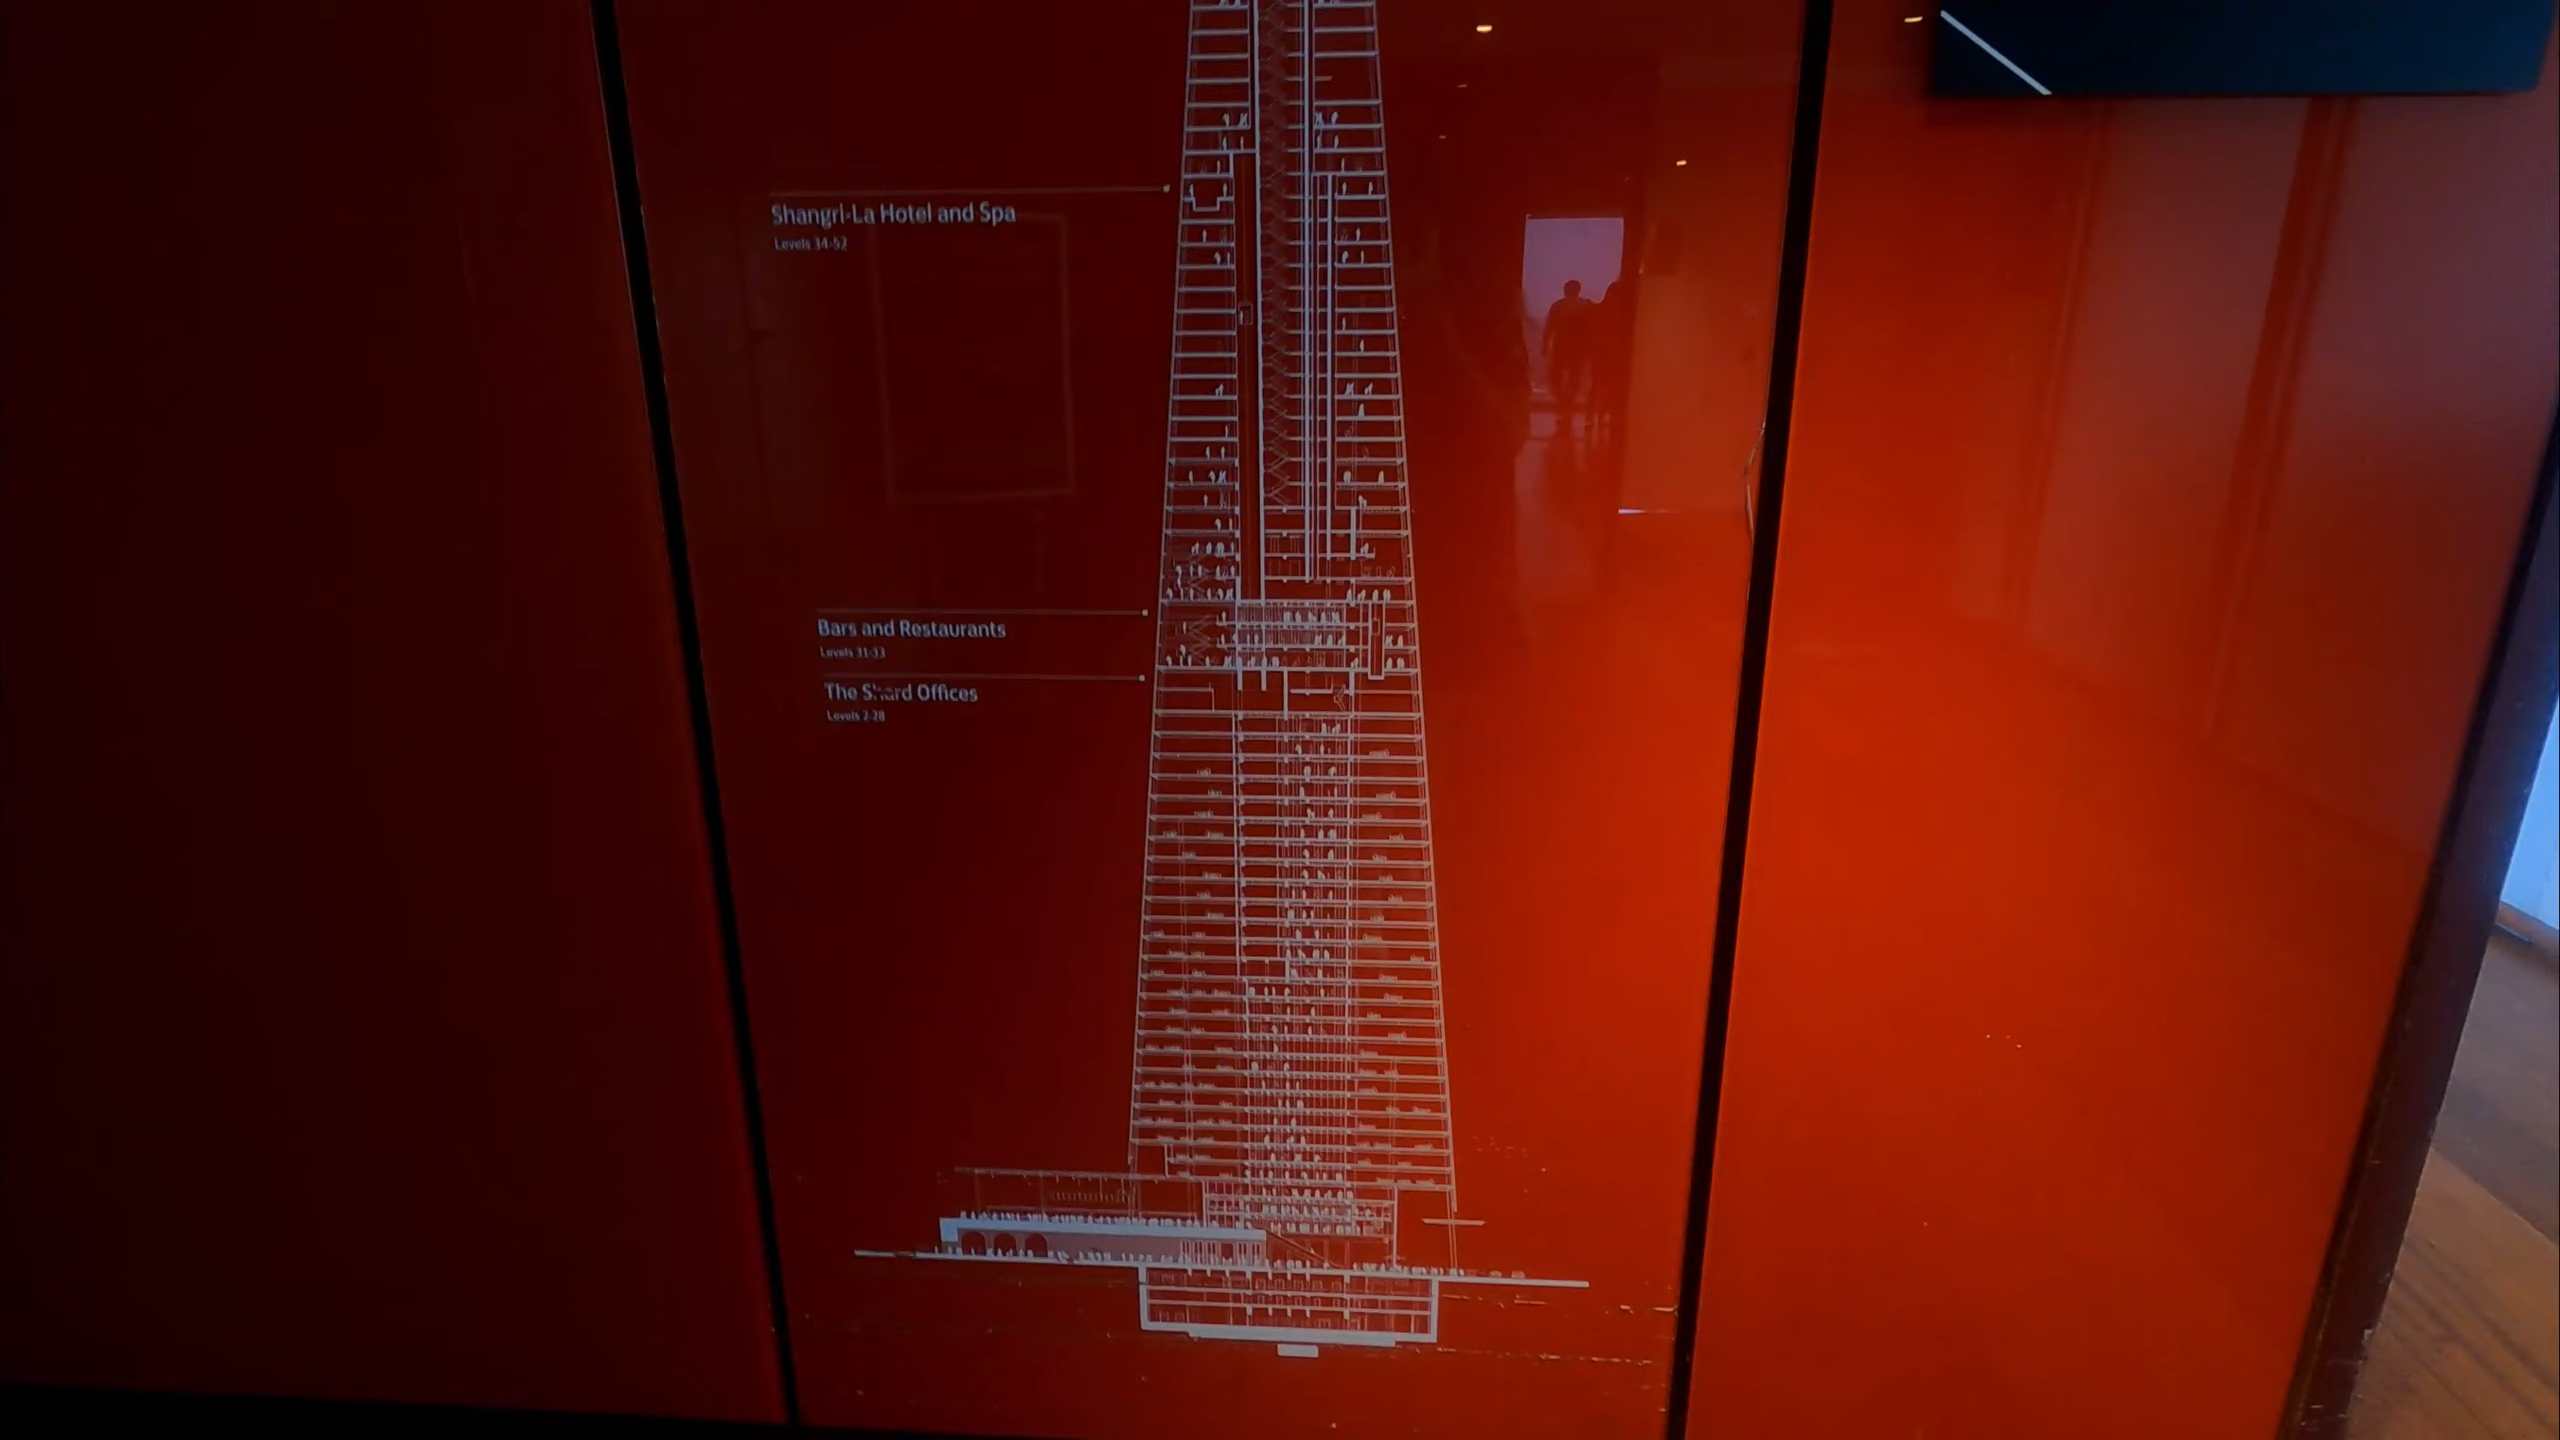 Shangri-La Hotel and Spa
Levels 34-52
Bars and Restaurants
Levels 31-33
The Shard Offices
Levels 2-28